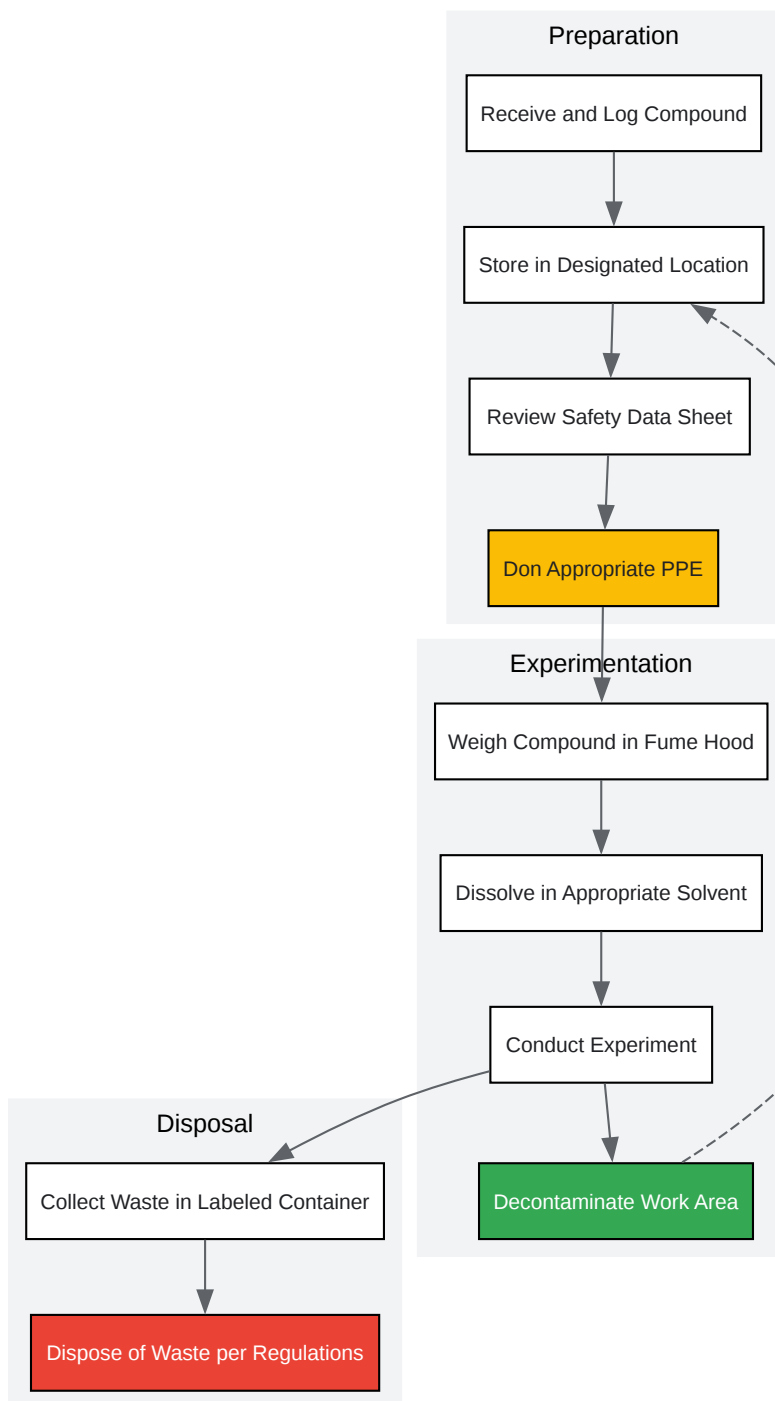 Preparation
Receive and Log Compound
Store in Designated Location
Review Safety Data Sheet
Don Appropriate PPE
Experimentation
Weigh Compound in Fume Hood
Dissolve in Appropriate Solvent
Conduct Experiment
Disposal
Collect Waste in Labeled Container
Decontaminate Work Area
Dispose of Waste per Regulations